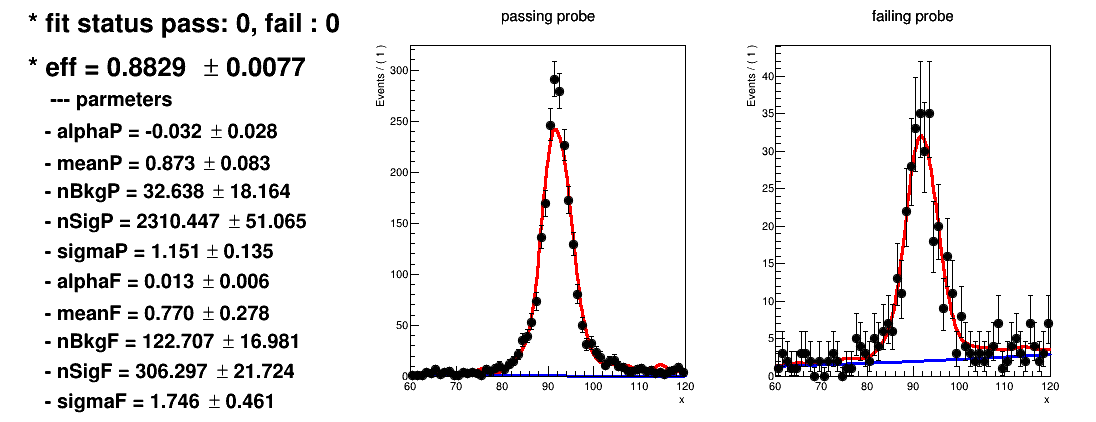 * fit status pass: 0, fail : 0
* eff = 0.8829 ± 0.0077
--- parmeters
- alphaP = -0.032 ± 0.028
- meanP = 0.873 ± 0.083
- nBkgP = 32.638 ± 18.164
- nSigP = 2310.447 ± 51.065
- sigmaP = 1.151 ± 0.135
- alphaF = 0.013 ± 0.006
- meanF = 0.770 ± 0.278
- nBkgF = 122.707 ± 16.981
- nSigF = 306.297 ± 21.724
- sigmaF = 1.746 ± 0.461
passing probe
Events / ( 1 )
300
250
200
150
100
50
0
60 70 80 90 100 110 120
x
failing probe
Events / ( 1 )
40
35
30
25
20
15
10
5
0
60 70 80 90 100 110 120
x